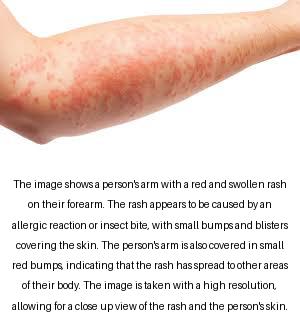 The image shows a person's arm with a red and swollen rash
on their forearm. The rash appears to be caused by an
allergic reaction or insect bite, with small bumps and blisters
covering the skin. The person's arm is also covered in small
red bumps, indicating that the rash has spread to other areas
of their body. The image is taken with a high resolution,
allowing for a close up view of the rash and the person's skin.